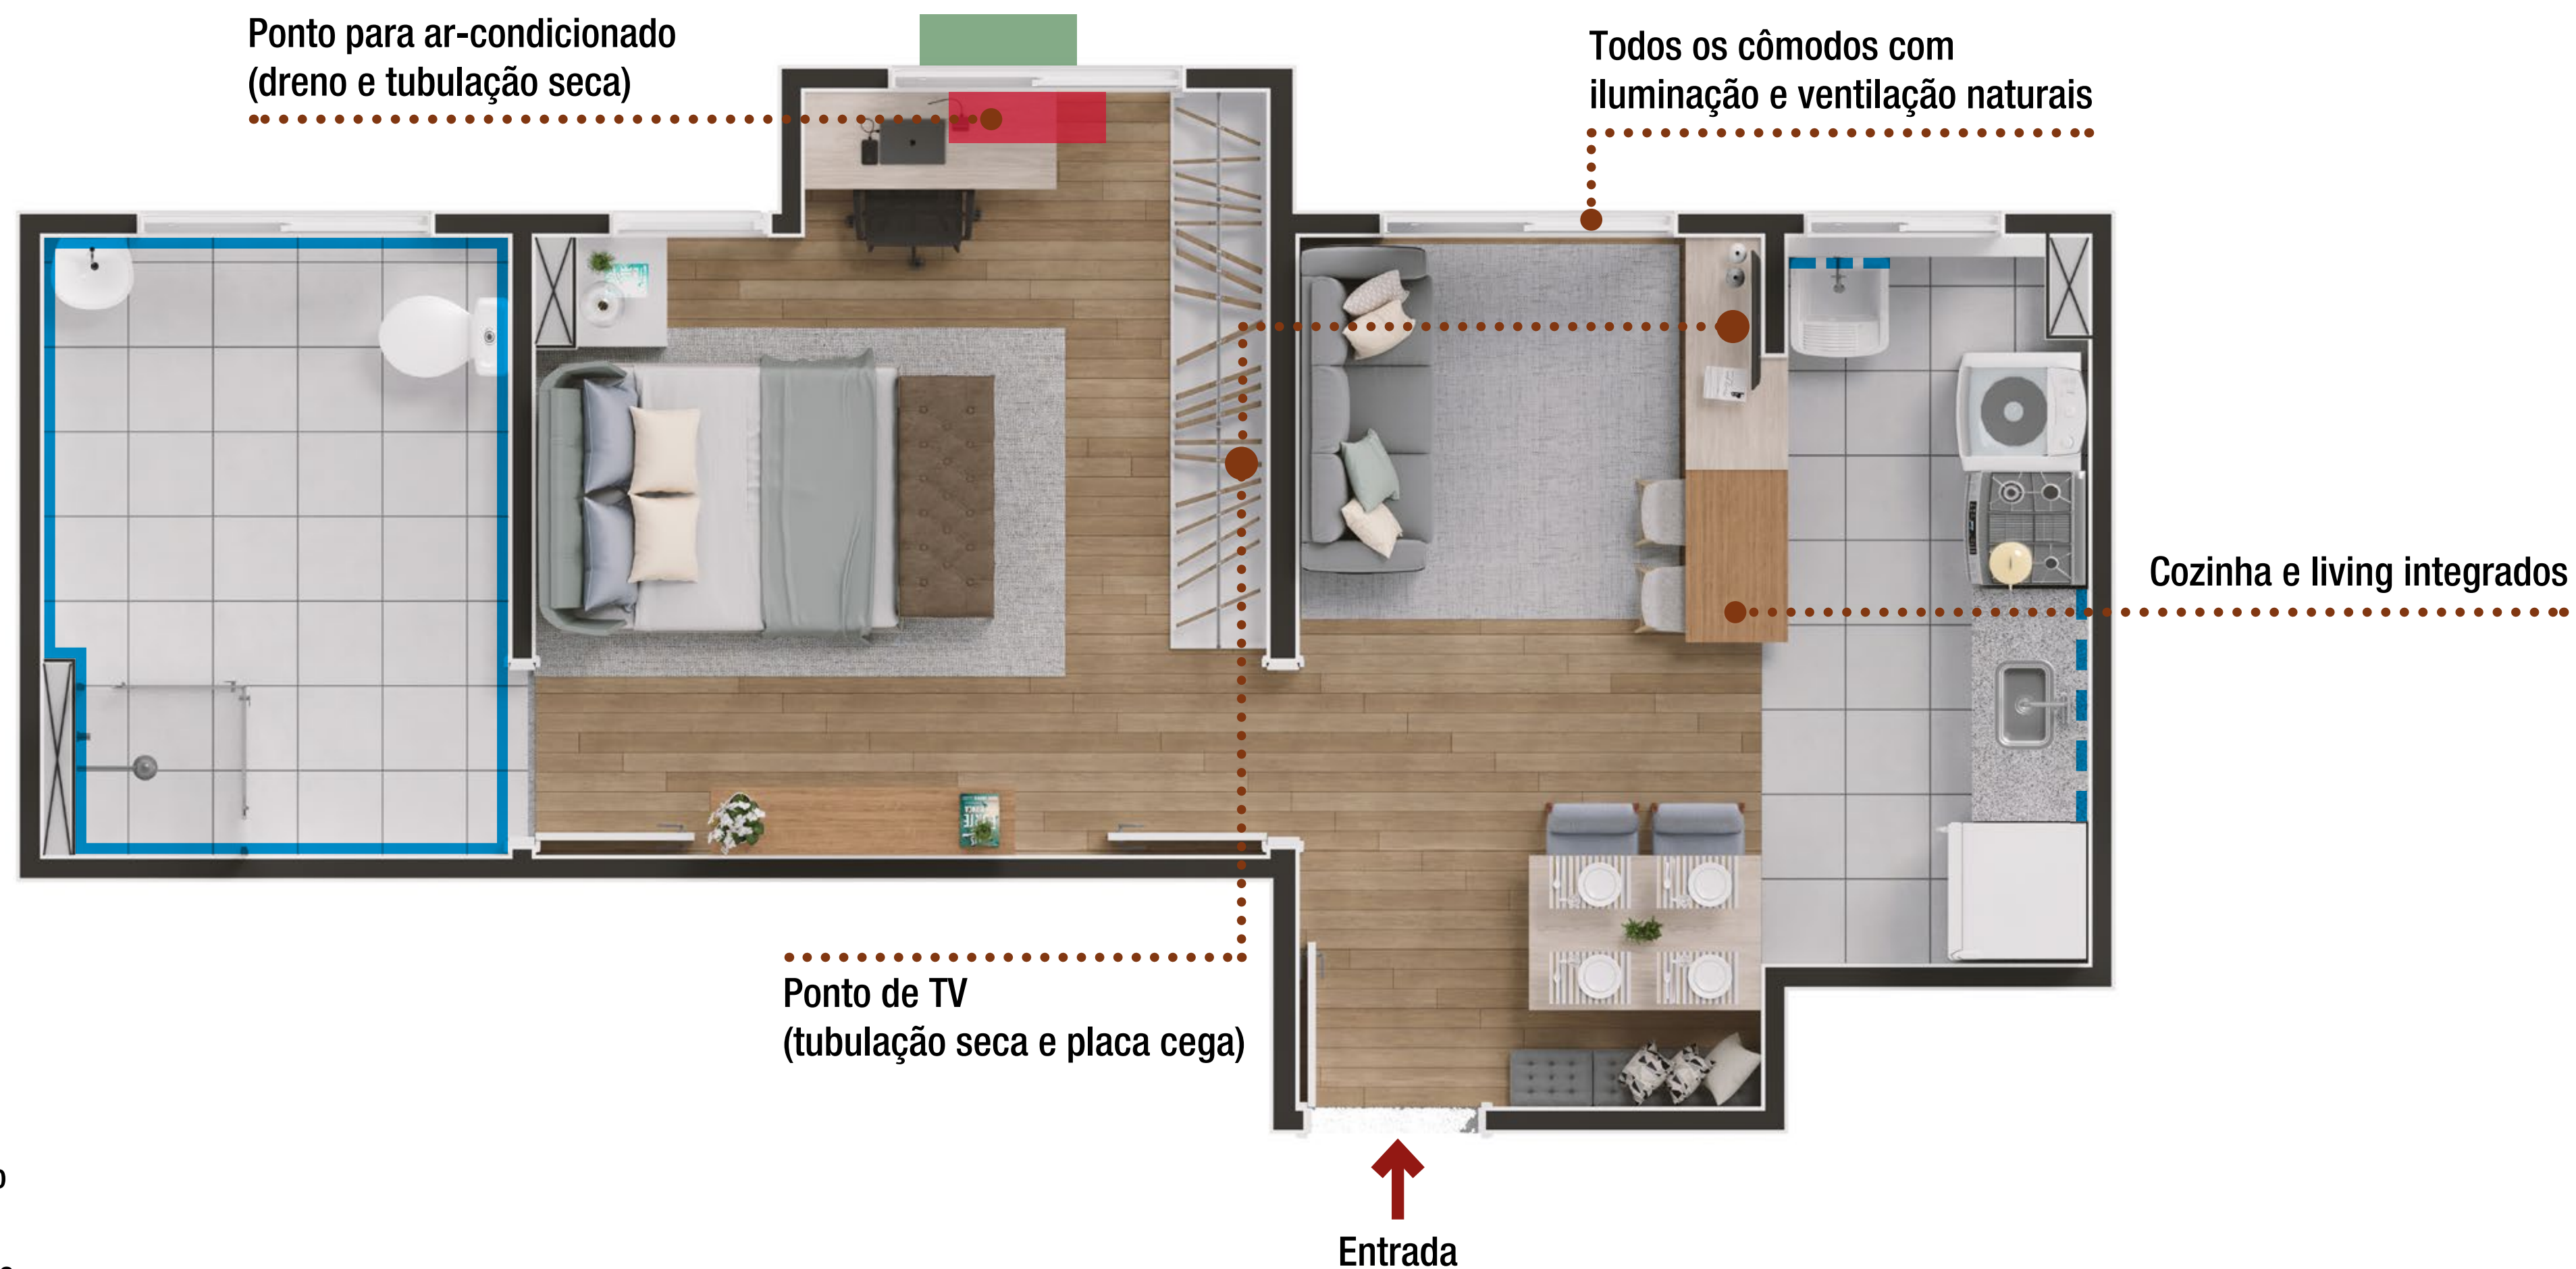 Ponto para ar-condicionado
(dreno e tubulação seca)
Todos os cômodos com
iluminação e ventilação naturais
Cozinha e living integrados
Ponto de TV
(tubulação seca e placa cega)
Entrada